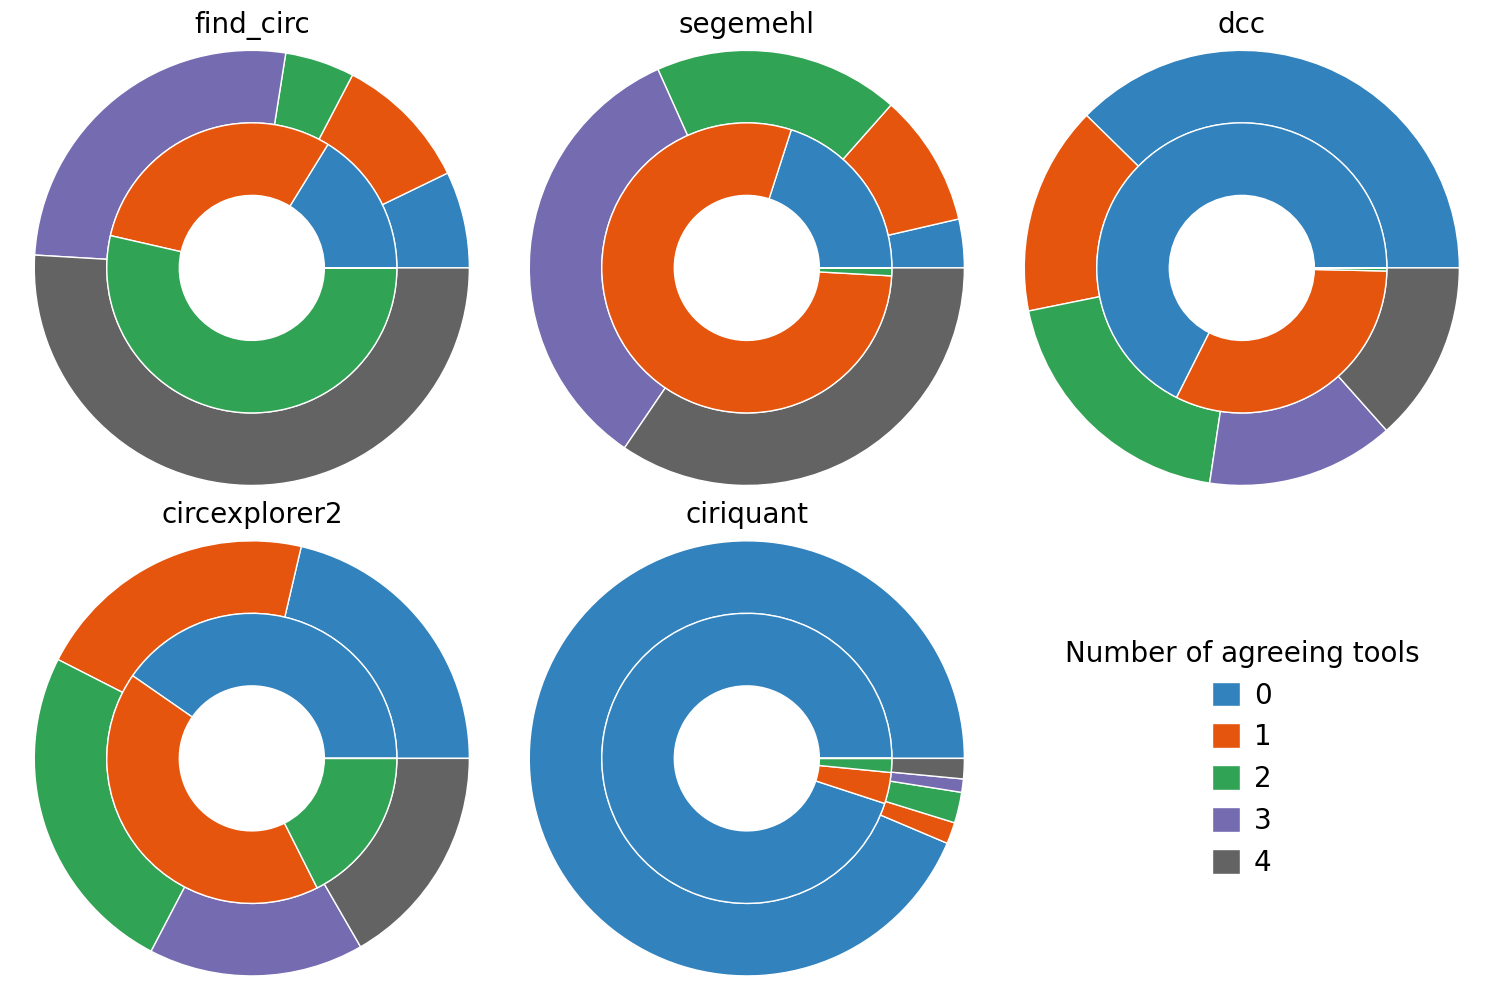 find_circ
segemehl
dcc
circexplorer2
ciriquant
Number of agreeing tools
0
1
2
3
4